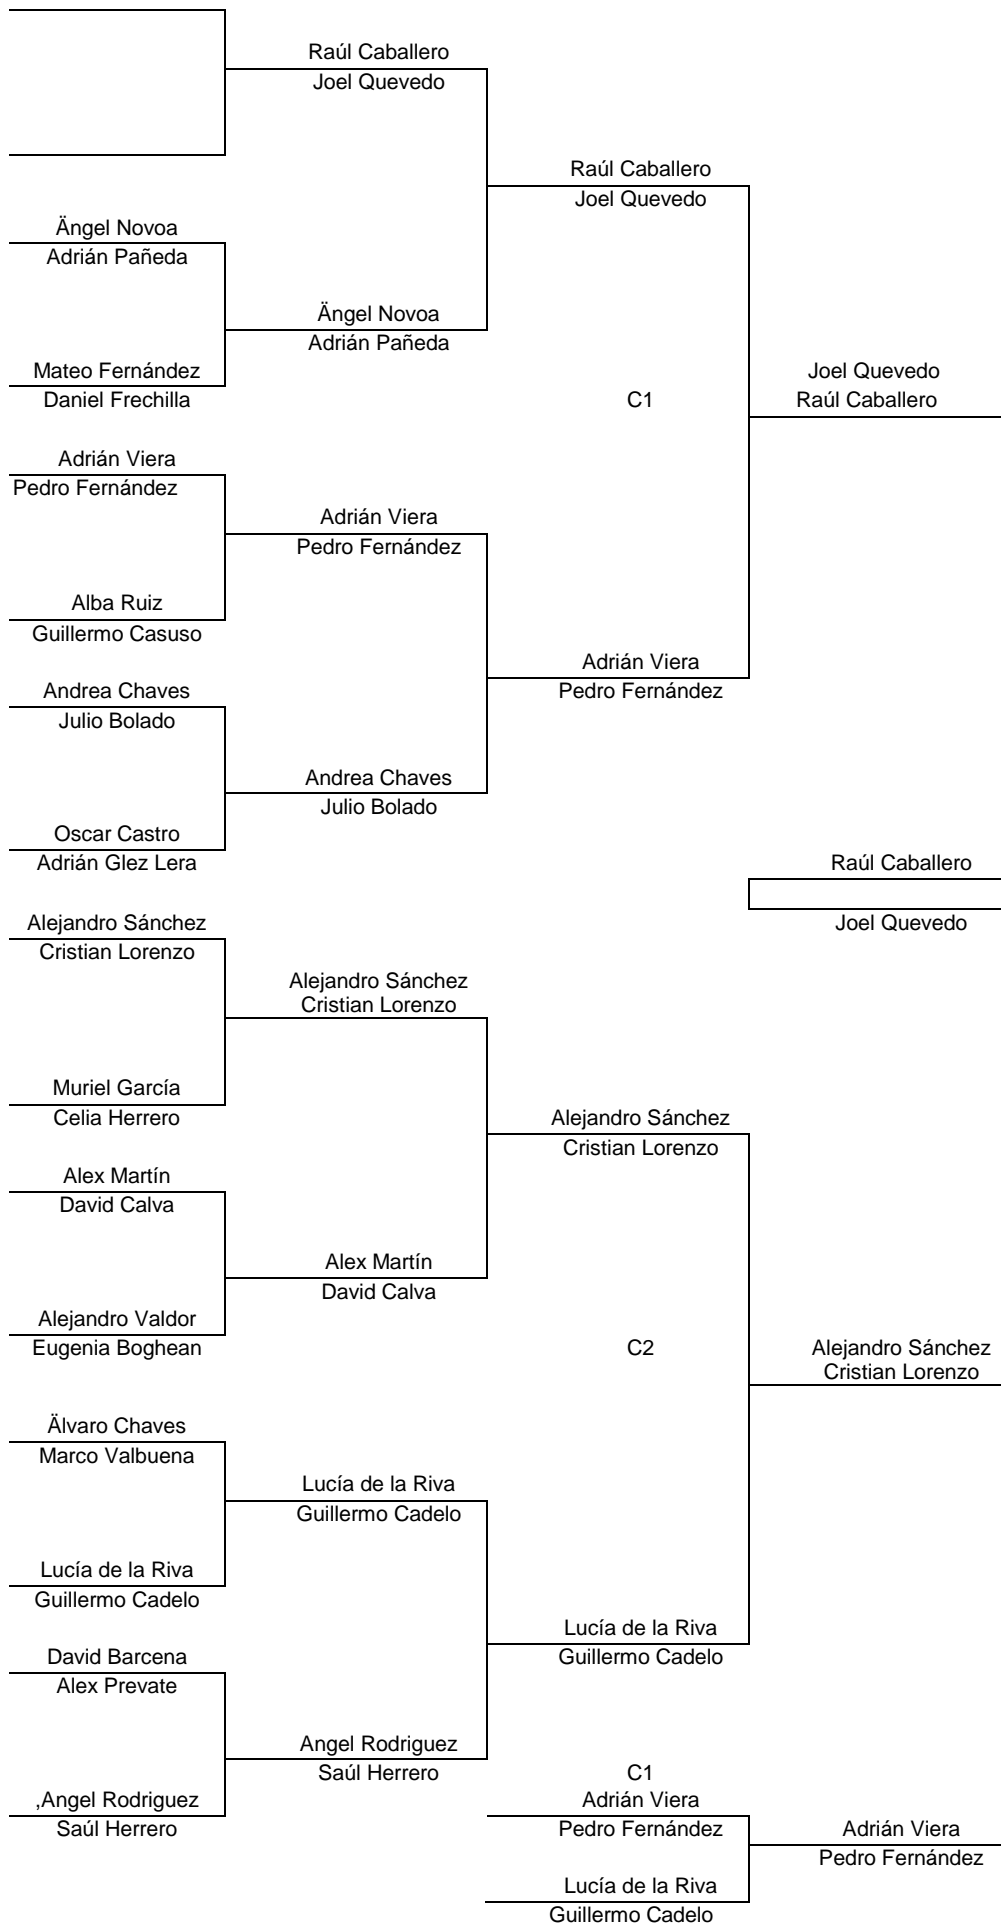 Raúl Caballero
Joel Quevedo
Raúl Caballero
Joel Quevedo
Ängel Novoa
Adrián Pañeda
Ängel Novoa
Adrián Pañeda
Mateo Fernández
Daniel Frechilla
C1
Joel Quevedo
Raúl Caballero
Adrián Viera
Pedro Fernández
Adrián Viera
Pedro Fernández
Alba Ruiz
Guillermo Casuso
Adrián Viera
Pedro Fernández
Andrea Chaves
Julio Bolado
Andrea Chaves
Julio Bolado
Oscar Castro
Adrián Glez Lera
Raúl Caballero
Joel Quevedo
Alejandro Sánchez
Cristian Lorenzo
Alejandro Sánchez
Cristian Lorenzo
Muriel García
Celia Herrero
Alejandro Sánchez
Cristian Lorenzo
Alex Martín
David Calva
Alex Martín
David Calva
Alejandro Valdor
Eugenia Boghean
C2
Alejandro Sánchez
Cristian Lorenzo
Älvaro Chaves
Marco Valbuena
Lucía de la Riva
Guillermo Cadelo
Lucía de la Riva
Guillermo Cadelo
Lucía de la Riva
Guillermo Cadelo
David Barcena
Alex Prevate
Angel Rodriguez
Saúl Herrero
,Angel Rodriguez
Saúl Herrero
C1
Adrián Viera
Pedro Fernández
Adrián Viera
Pedro Fernández
Lucía de la Riva
Guillermo Cadelo